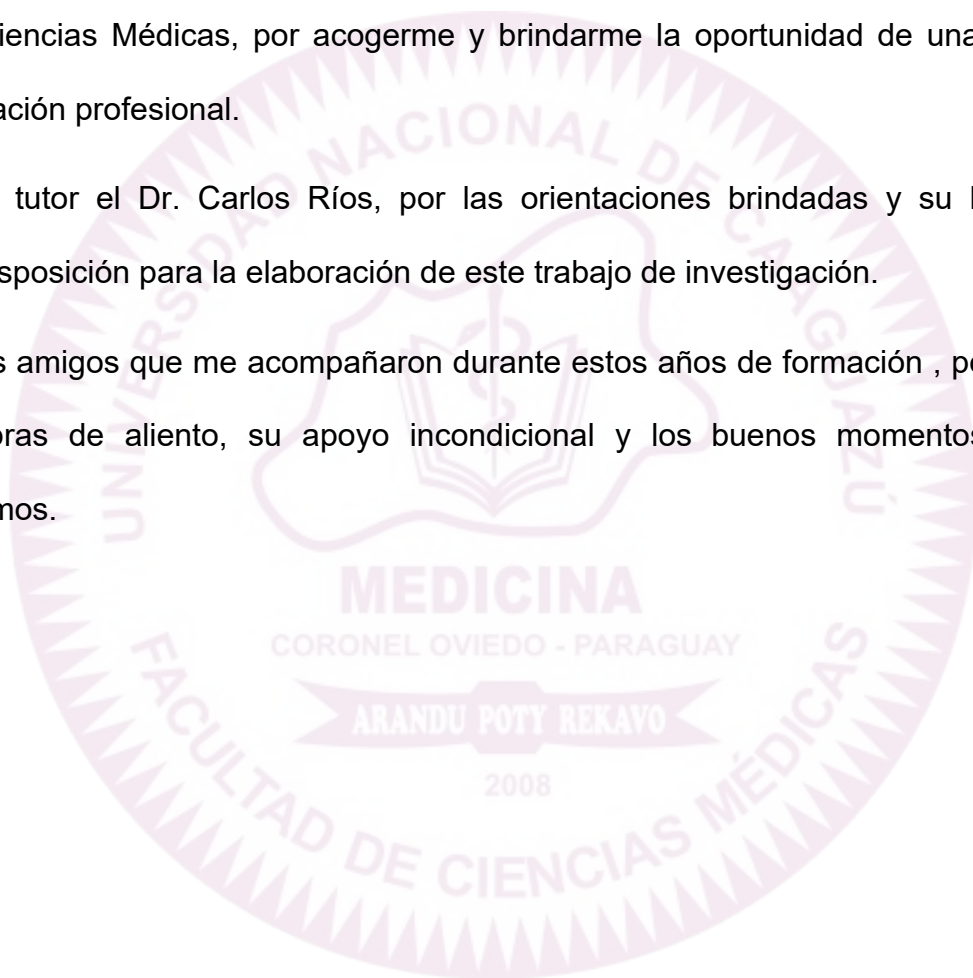 iencias Médicas, por acogerme y brindarme la oportunidad de una
ación profesional.
tutor el Dr. Carlos Ríos, por las orientaciones brindadas y su
sposición para la elaboración de este trabajo de investigación.
s amigos que me acompañaron durante estos años de formación , po
bras de aliento, su apoyo incondicional y los buenos momentos
mos.
UNIVERSIDAD NACIONAL DE CAAGUAZÚ
MEDICINA
CORONEL OVIEDO - PARAGUAY
ARANDU POTY REKAVO
2008
FACULTAD DE CIENCIAS MÉDICAS